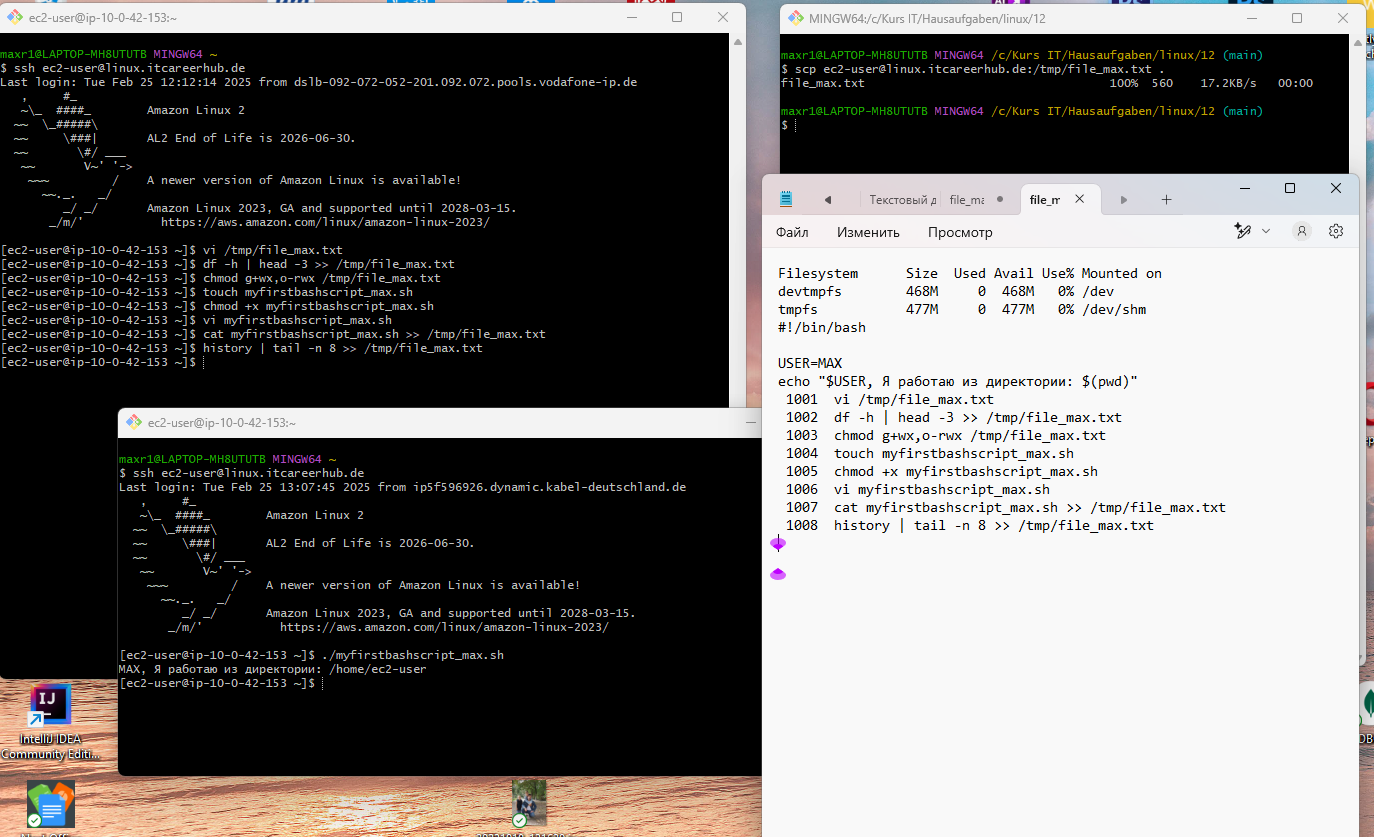 ec2-user@ip-10-0-42-153:~
maxr1@LAPTOP-MH8UTUTB MINGW64 ~
$ ssh ec2-user@linux.itcareerhub.de
Last login: Tue Feb 25 12:12:14 2025 from dslb-092-072-052-201.092.072.pools.vodafone-ip.de
   ,     #_
   ~\_  ####_        Amazon Linux 2
  ~~  \_#####\
  ~~     \###|       AL2 End of Life is 2026-06-30.
  ~~       \#/ ___
   ~~       V~' '->
    ~~~         /    A newer version of Amazon Linux is available!
      ~~._.   _/
         _/ _/       Amazon Linux 2023, GA and supported until 2028-03-15.
       _/m/'           https://aws.amazon.com/linux/amazon-linux-2023/
[ec2-user@ip-10-0-42-153 ~]$ vi /tmp/file_max.txt
[ec2-user@ip-10-0-42-153 ~]$ df -h | head -3 >> /tmp/file_max.txt
[ec2-user@ip-10-0-42-153 ~]$ chmod g+wx,o-rwx /tmp/file_max.txt
[ec2-user@ip-10-0-42-153 ~]$ touch myfirstbashscript_max.sh
[ec2-user@ip-10-0-42-153 ~]$ chmod +x myfirstbashscript_max.sh
[ec2-user@ip-10-0-42-153 ~]$ vi myfirstbashscript_max.sh
[ec2-user@ip-10-0-42-153 ~]$ cat myfirstbashscript_max.sh >> /tmp/file_max.txt
[ec2-user@ip-10-0-42-153 ~]$ history | tail -n 8 >> /tmp/file_max.txt
[ec2-user@ip-10-0-42-153 ~]$
MINGW64:/c/Kurs IT/Hausaufgaben/linux/12
maxr1@LAPTOP-MH8UTUTB MINGW64 /c/Kurs IT/Hausaufgaben/linux/12 (main)
$ scp ec2-user@linux.itcareerhub.de:/tmp/file_max.txt .
file_max.txt 100% 560 17.2KB/s 00:00
maxr1@LAPTOP-MH8UTUTB MINGW64 /c/Kurs IT/Hausaufgaben/linux/12 (main)
$
ec2-user@ip-10-0-42-153:~
maxr1@LAPTOP-MH8UTUTB MINGW64 ~
$ ssh ec2-user@linux.itcareerhub.de
Last login: Tue Feb 25 13:07:45 2025 from ip5f596926.dynamic.kabel-deutschland.de
   ,     #_
   ~\_  ####_        Amazon Linux 2
  ~~  \_#####\
  ~~     \###|       AL2 End of Life is 2026-06-30.
  ~~       \#/ ___
   ~~       V~' '->
    ~~~         /    A newer version of Amazon Linux is available!
      ~~._.   _/
         _/ _/       Amazon Linux 2023, GA and supported until 2028-03-15.
       _/m/'           https://aws.amazon.com/linux/amazon-linux-2023/
[ec2-user@ip-10-0-42-153 ~]$ ./myfirstbashscript_max.sh
MAX, Я работаю из директории: /home/ec2-user
[ec2-user@ip-10-0-42-153 ~]$
Текстовый д file_ma file_m
Файл Изменить Просмотр
Filesystem      Size  Used Avail Use% Mounted on
devtmpfs        468M     0  468M   0% /dev
tmpfs           477M     0  477M   0% /dev/shm
#!/bin/bash
USER=MAX
echo "$USER, Я работаю из директории: $(pwd)"
1001  vi /tmp/file_max.txt
1002  df -h | head -3 >> /tmp/file_max.txt
1003  chmod g+wx,o-rwx /tmp/file_max.txt
1004  touch myfirstbashscript_max.sh
1005  chmod +x myfirstbashscript_max.sh
1006  vi myfirstbashscript_max.sh
1007  cat myfirstbashscript_max.sh >> /tmp/file_max.txt
1008  history | tail -n 8 >> /tmp/file_max.txt
IJ
IntelliJ IDEA
Community Editi...